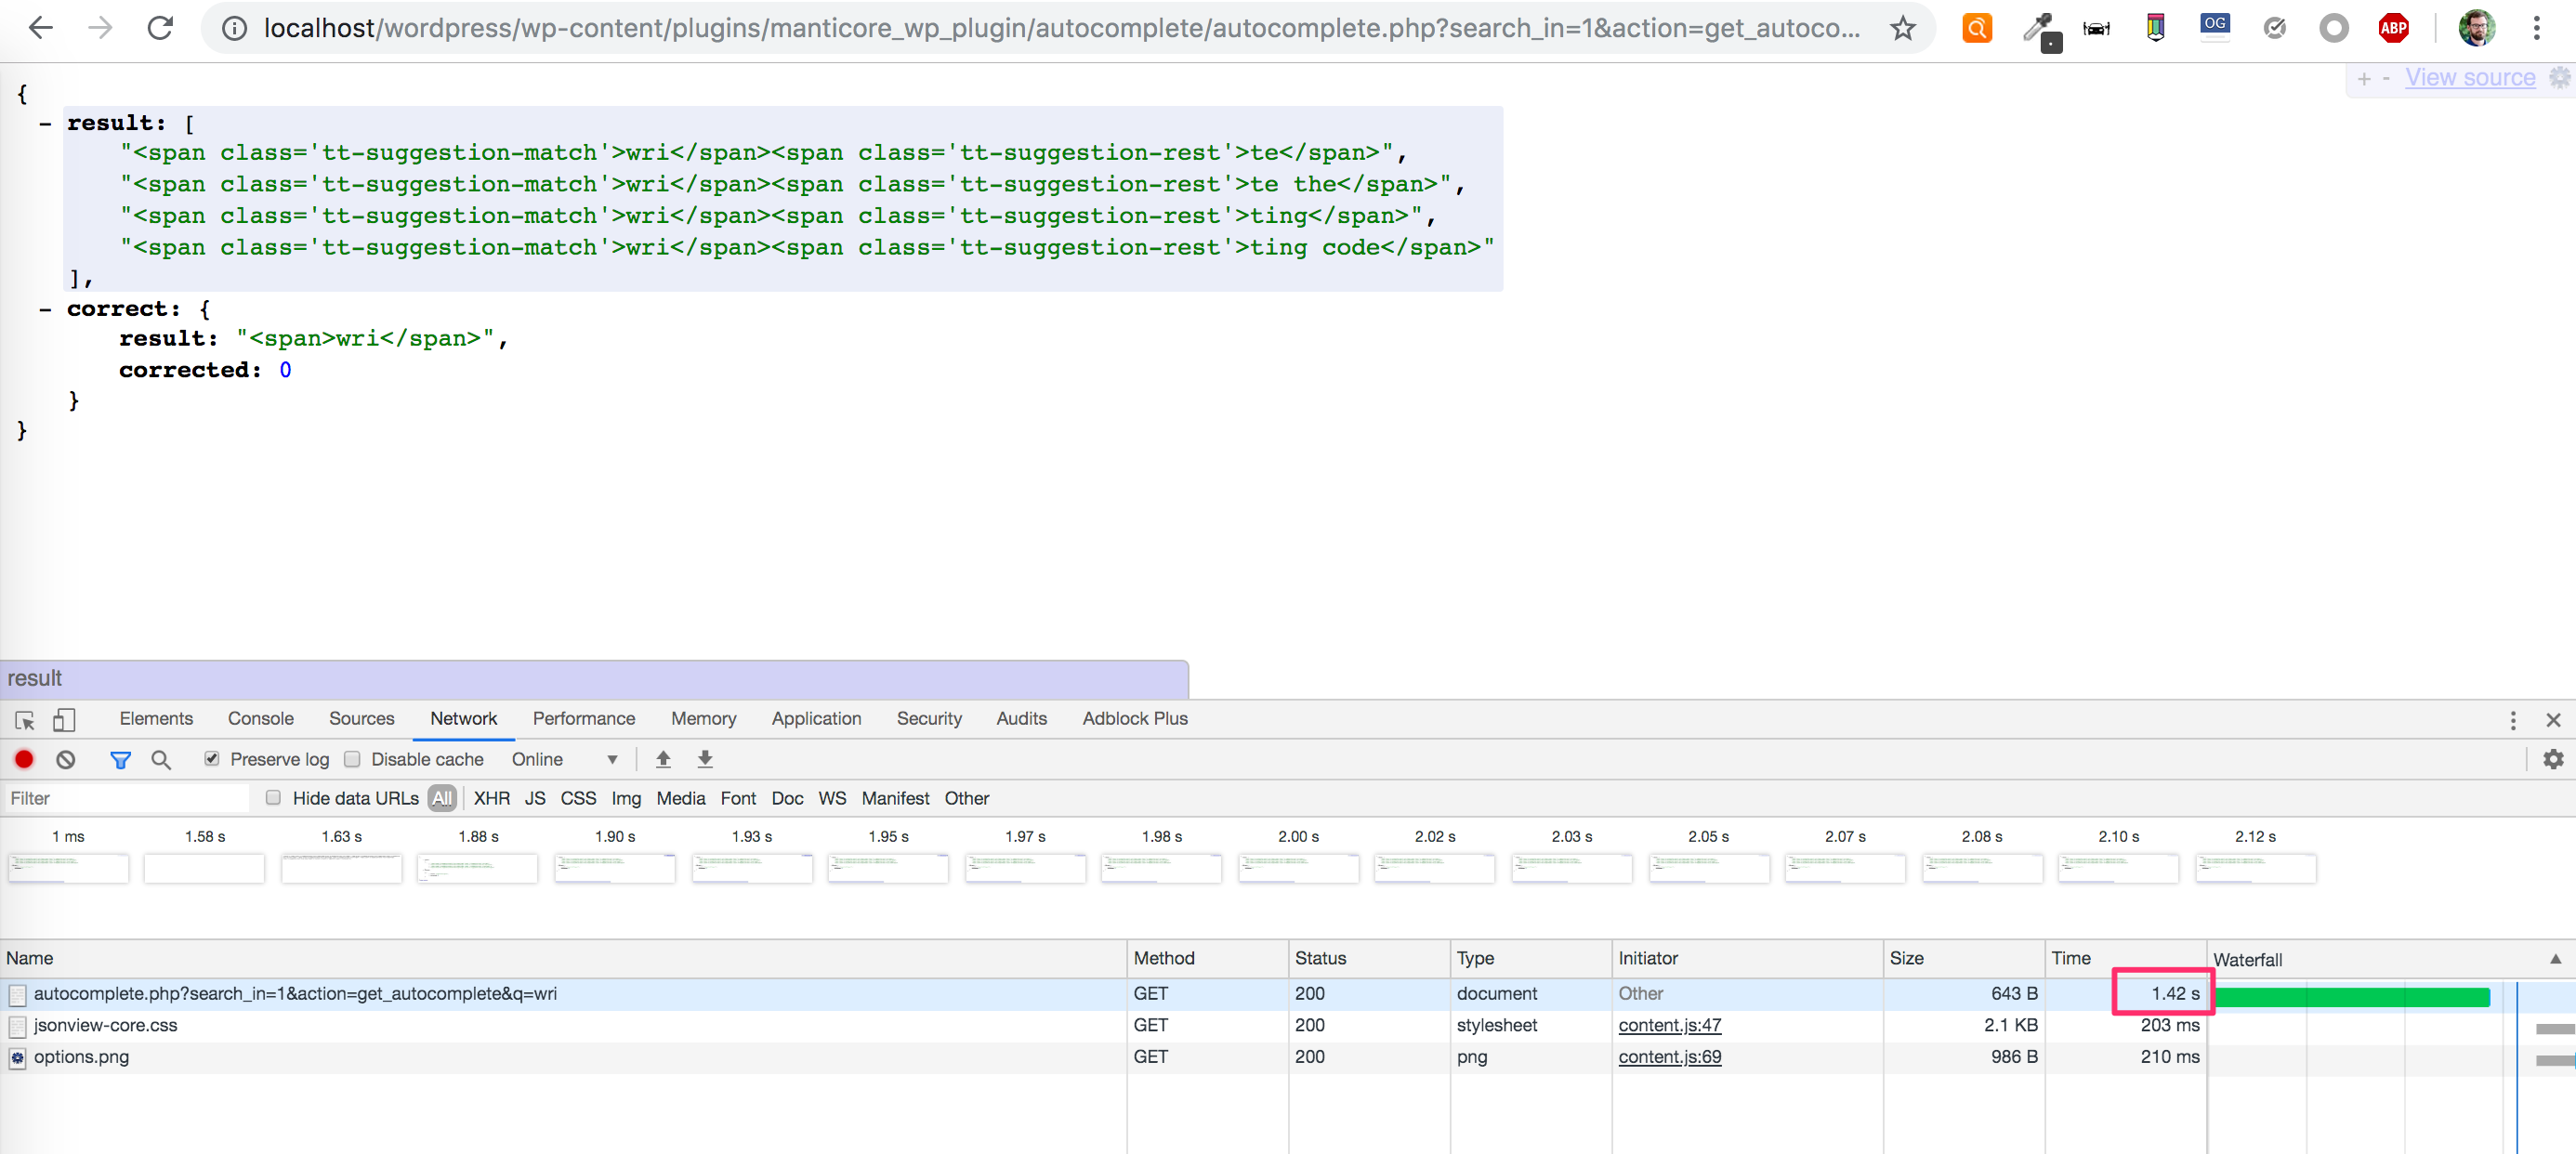 localhost/wordpress/wp-content/plugins/manticore_wp_plugin/autocomplete/autocomplete.php?search_in=1&action=get_autoco...
OG
ABP
+ - View source
{
– result: [
"<span class='tt-suggestion-match'>wri</span><span class='tt-suggestion-rest'>te</span>",
"<span class='tt-suggestion-match'>wri</span><span class='tt-suggestion-rest'>te the</span>",
"<span class='tt-suggestion-match'>wri</span><span class='tt-suggestion-rest'>ting</span>",
"<span class='tt-suggestion-match'>wri</span><span class='tt-suggestion-rest'>ting code</span>"
],
– correct: {
result: "<span>wri</span>",
corrected: 0
}
}
result
Elements Console Sources Network Performance Memory Application Security Audits Adblock Plus
Preserve log Disable cache Online
Filter Hide data URLs All XHR JS CSS Img Media Font Doc WS Manifest Other
1 ms 1.58 s 1.63 s 1.88 s 1.90 s 1.93 s 1.95 s 1.97 s 1.98 s 2.00 s 2.02 s 2.03 s 2.05 s 2.07 s 2.08 s 2.10 s 2.12 s
Name Method Status Type Initiator Size Time Waterfall
autocomplete.php?search_in=1&action=get_autocomplete&q=wri GET 200 document Other 643 B 1.42 s
jsonview-core.css GET 200 stylesheet content.js:47 2.1 KB 203 ms
options.png GET 200 png content.js:69 986 B 210 ms